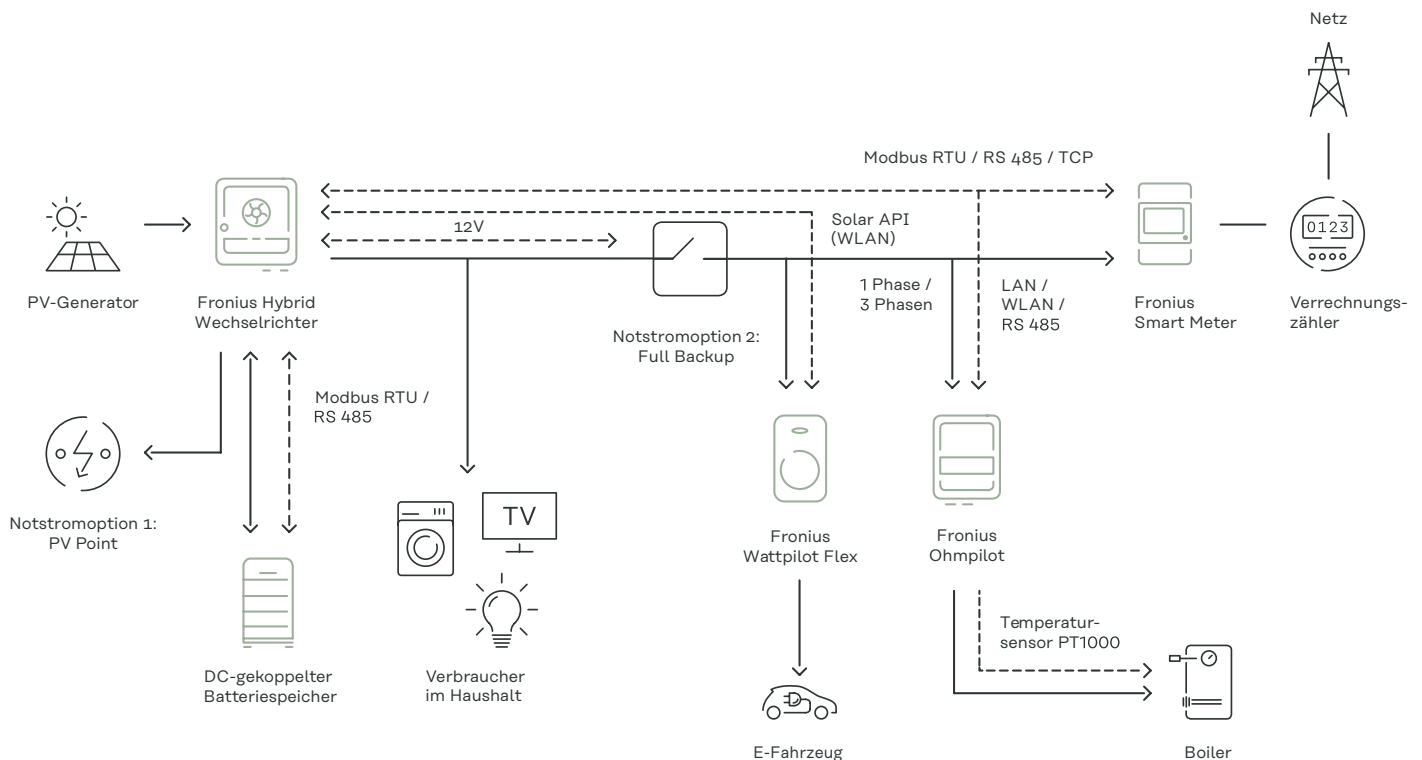 Netz
Modbus RTU / RS 485 / TCP
12V
Solar API
(WLAN)
0123
PV-Generator
Fronius Hybrid
Wechselrichter
1 Phase /
3 Phasen
LAN /
WLAN /
RS 485
Fronius
Smart Meter
Verrechnungs-
zähler
Notstromoption 2:
Full Backup
Modbus RTU /
RS 485
Notstromoption 1:
PV Point
TV
Fronius
Wattpilot Flex
Fronius
Ohmpilot
Temperatur-
sensor PT1000
DC-gekoppelter
Batteriespeicher
Verbraucher
im Haushalt
E-Fahrzeug
Boiler